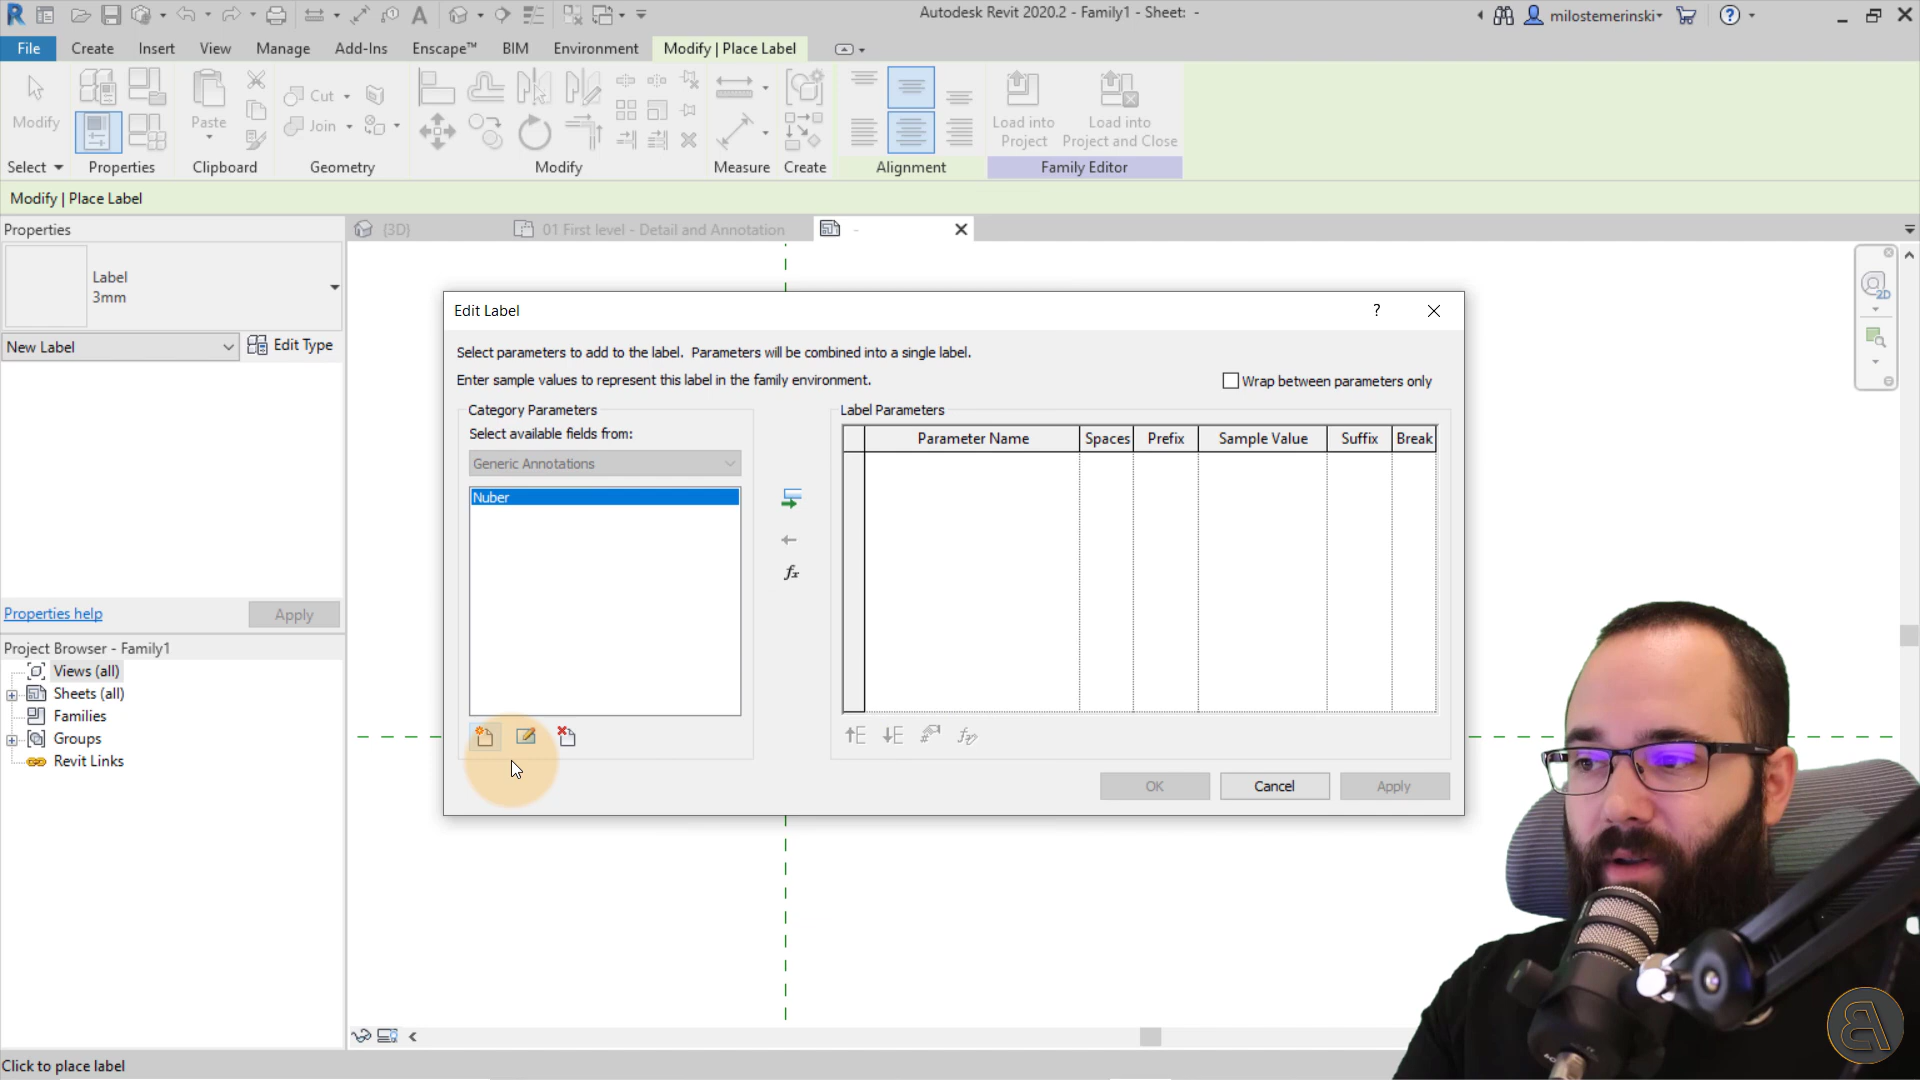 Autodesk Revit 2020.2 - Family1 - Sheet: -
milostemerinski
File
Create
Insert
View
Manage
Add-Ins
Enscape™
BIM
Environment
Modify | Place Label
Modify
Cut
Join
Paste
Load into
Project
Load into
Project and Close
Select
Properties
Clipboard
Geometry
Modify
Measure
Create
Alignment
Family Editor
Modify | Place Label
Properties
{3D}
01 First level - Detail and Annotation
-
Label
3mm
New Label
Edit Type
Properties help
Apply
Project Browser - Family1
Views (all)
Sheets (all)
Families
Groups
Revit Links
Edit Label
?
Select parameters to add to the label.  Parameters will be combined into a single label.
Enter sample values to represent this label in the family environment.
Wrap between parameters only
Category Parameters
Select available fields from:
Generic Annotations
Nuber
fx
Label Parameters
Parameter Name
Spaces
Prefix
Sample Value
Suffix
Break
OK
Cancel
Apply
2D
Click to place label